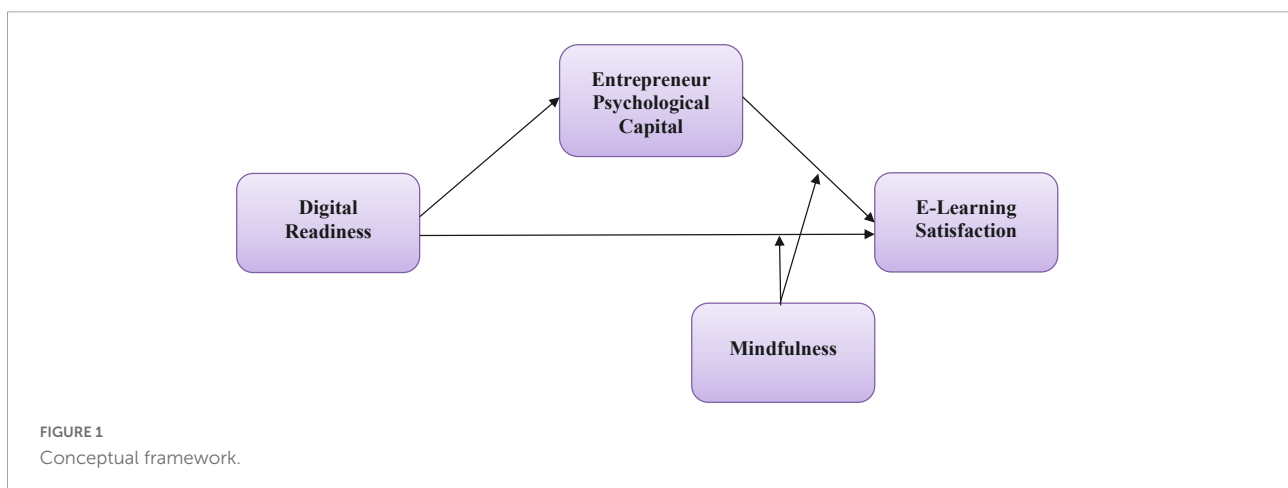 Entrepreneur
Psychological
Capital
Digital
Readiness
E-Learning
Satisfaction
Mindfulness
FIGURE 1
Conceptual framework.